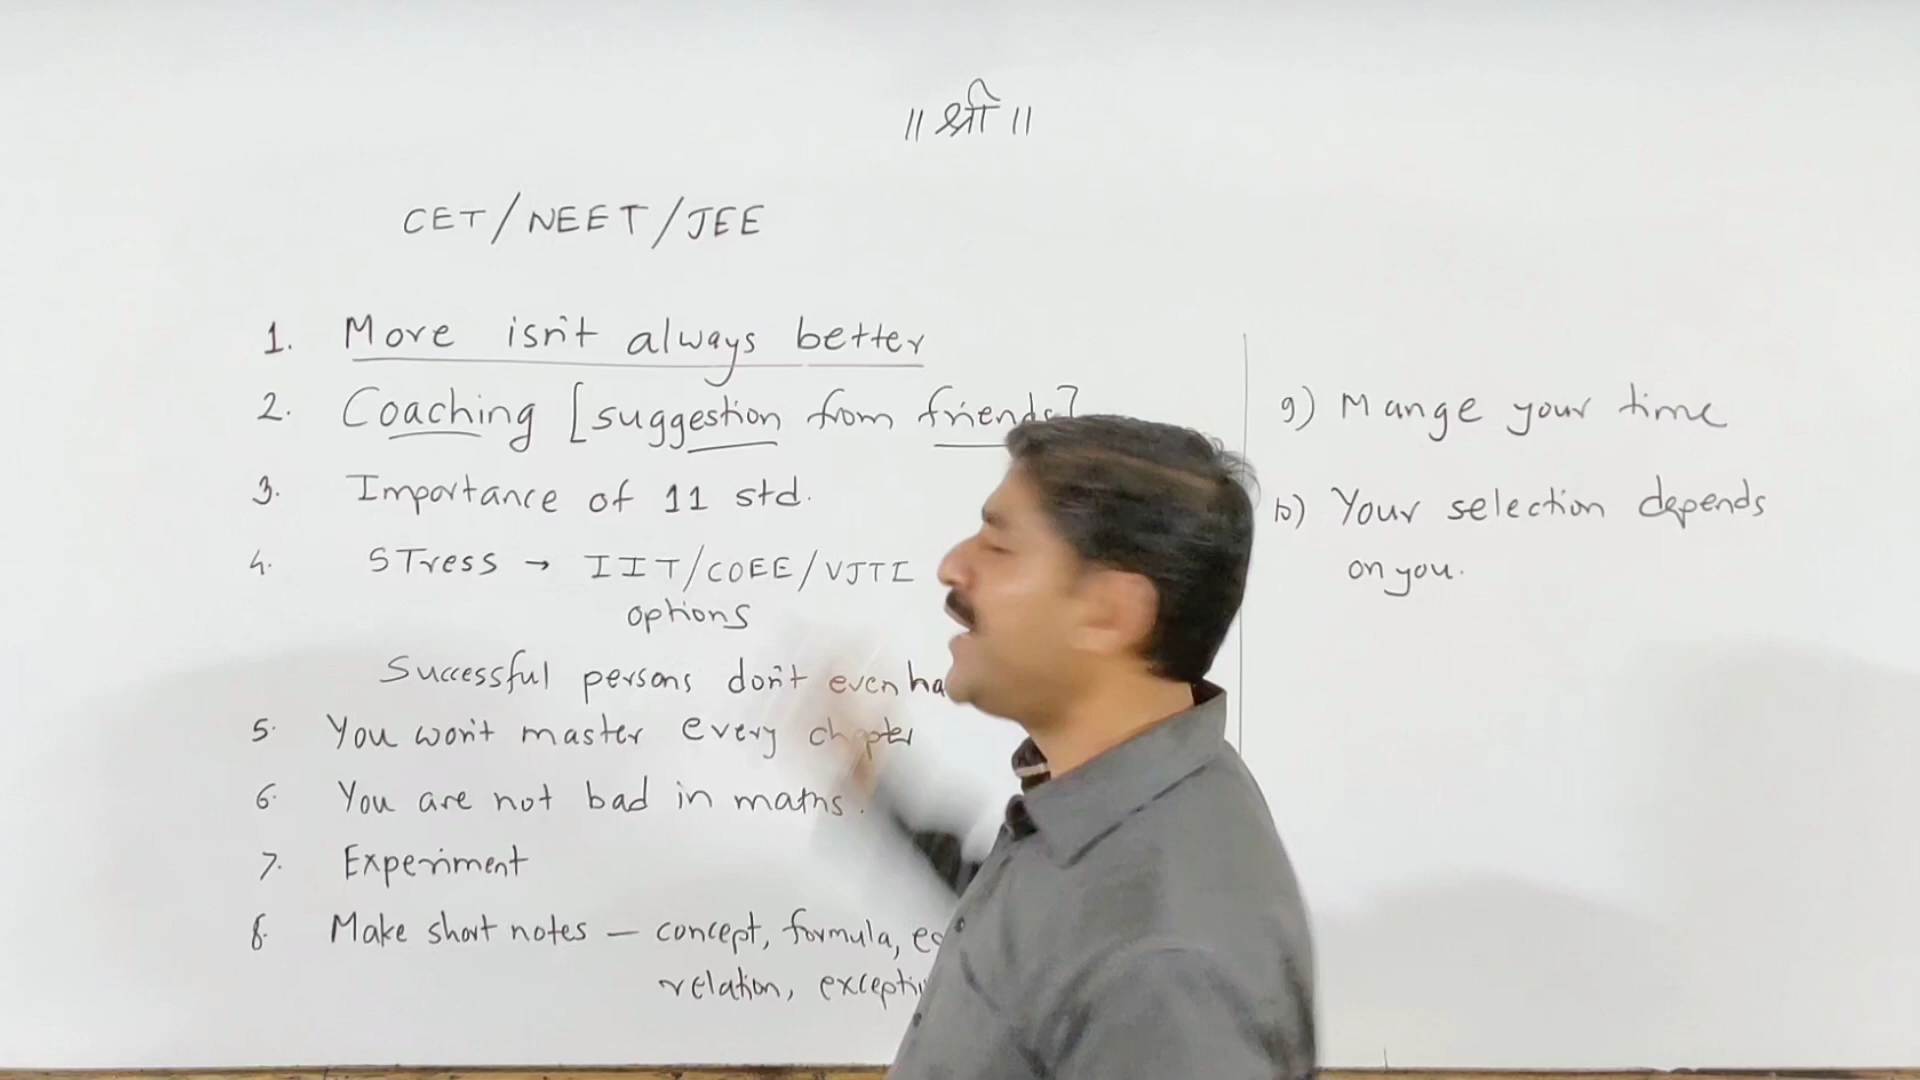 ॥ श्री ॥
CET/NEET/JEE
1. More isn't always better
2. Coaching [suggestion from friends]
3. Importance of 11 std.
4. STress → IIT/COEE/VJTI
options
Successful persons don't even
5. You won't master every chapter
6. You are not bad in maths.
7. Experiment
8. Make short notes – concept, formula,
relation,
9) Mange your time
10) Your selection depends
on you.